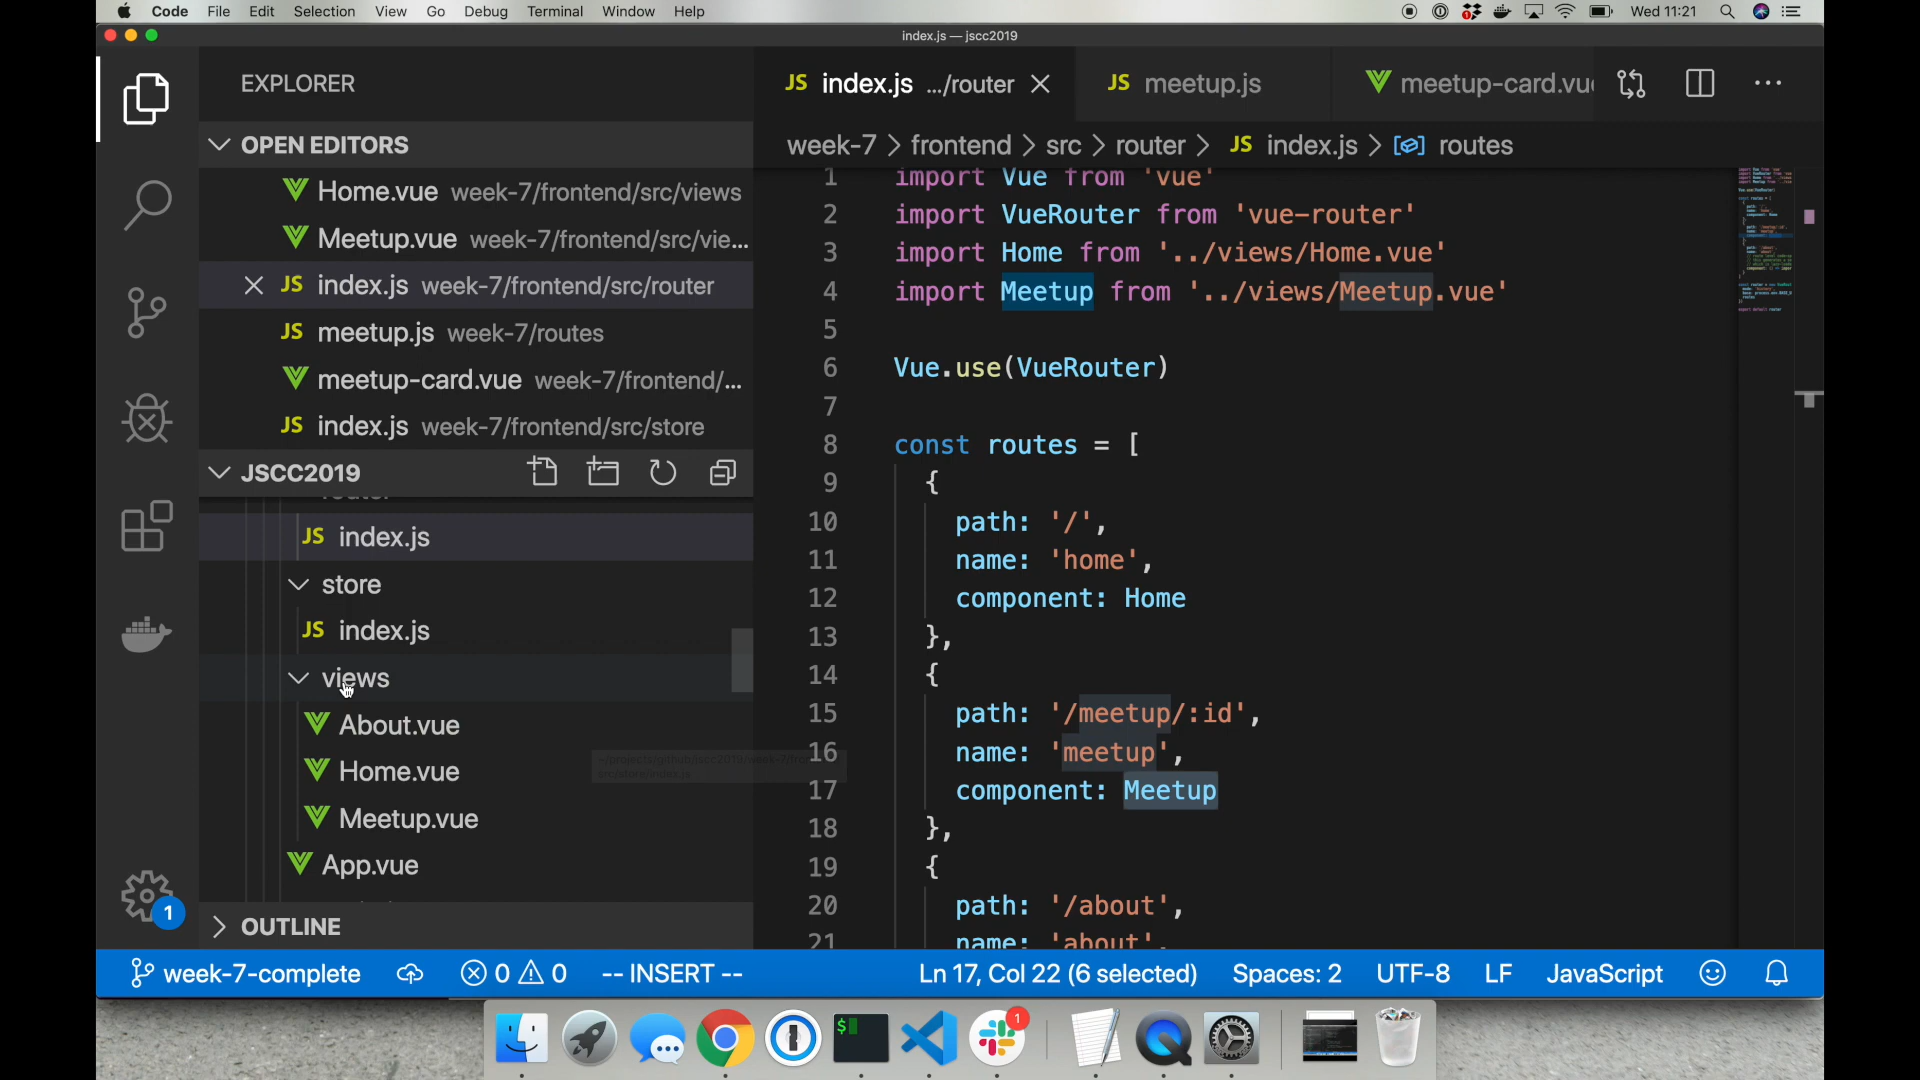 Code File Edit Selection View Go Debug Terminal Window Help
1
Wed 11:21
index.js — jscc2019
EXPLORER
OPEN EDITORS
Home.vue week-7/frontend/src/views
Meetup.vue week-7/frontend/src/vie...
JS index.js week-7/frontend/src/router
JS meetup.js week-7/routes
meetup-card.vue week-7/frontend/...
JS index.js week-7/frontend/src/store
JSCC2019
router
JS index.js
store
JS index.js
views
About.vue
Home.vue
Meetup.vue
App.vue
OUTLINE
1
JS index.js .../router
JS meetup.js
meetup-card.vue
week-7 > frontend > src > router > JS index.js > routes
1 import Vue from 'vue'
2 import VueRouter from 'vue-router'
3 import Home from '../views/Home.vue'
4 import Meetup from '../views/Meetup.vue'
5
6 Vue.use(VueRouter)
7
8 const routes = [
9 {
10 path: '/',
11 name: 'home',
12 component: Home
13 },
14 {
15 path: '/meetup/:id',
16 name: 'meetup',
17 component: Meetup
18 },
19 {
20 path: '/about',
21 name: 'about',
week-7-complete 0 0 -- INSERT -- Ln 17, Col 22 (6 selected) Spaces: 2 UTF-8 LF JavaScript
$
1